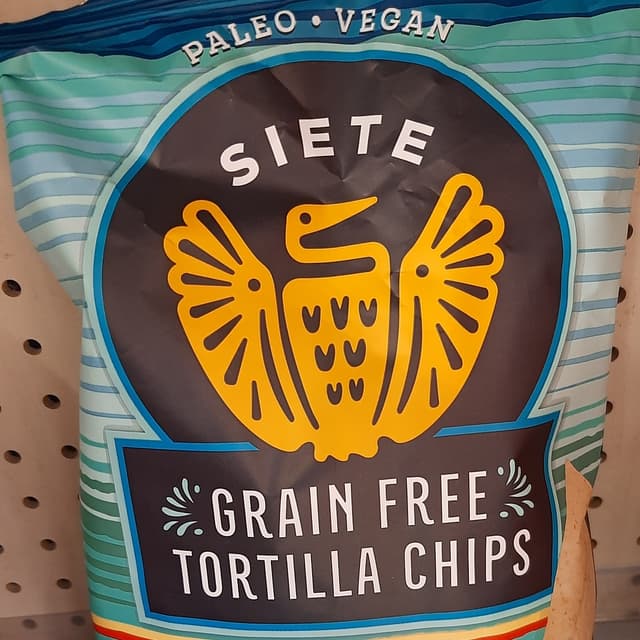 PALEO • VEGAN
SIETE
GRAIN FREE
TORTILLA CHIPS